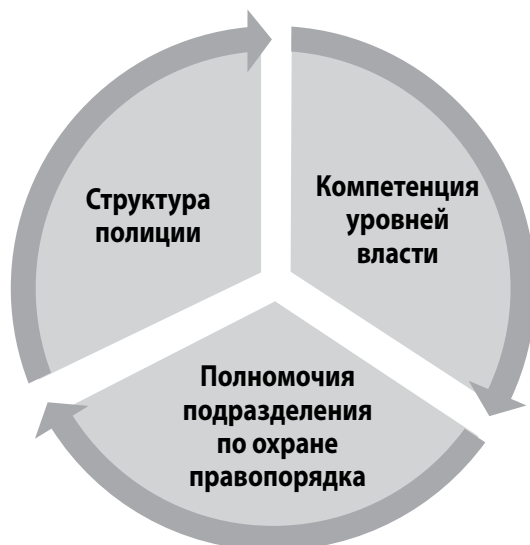 Структура
полиции
Компетенция
уровней
власти
Полномочия
подразделения
по охране
правопорядка